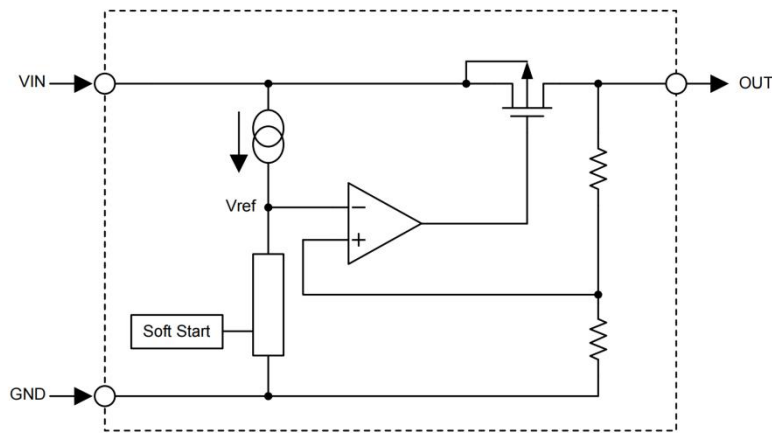 VIN
OUT
Vref
−
+
Soft Start
GND